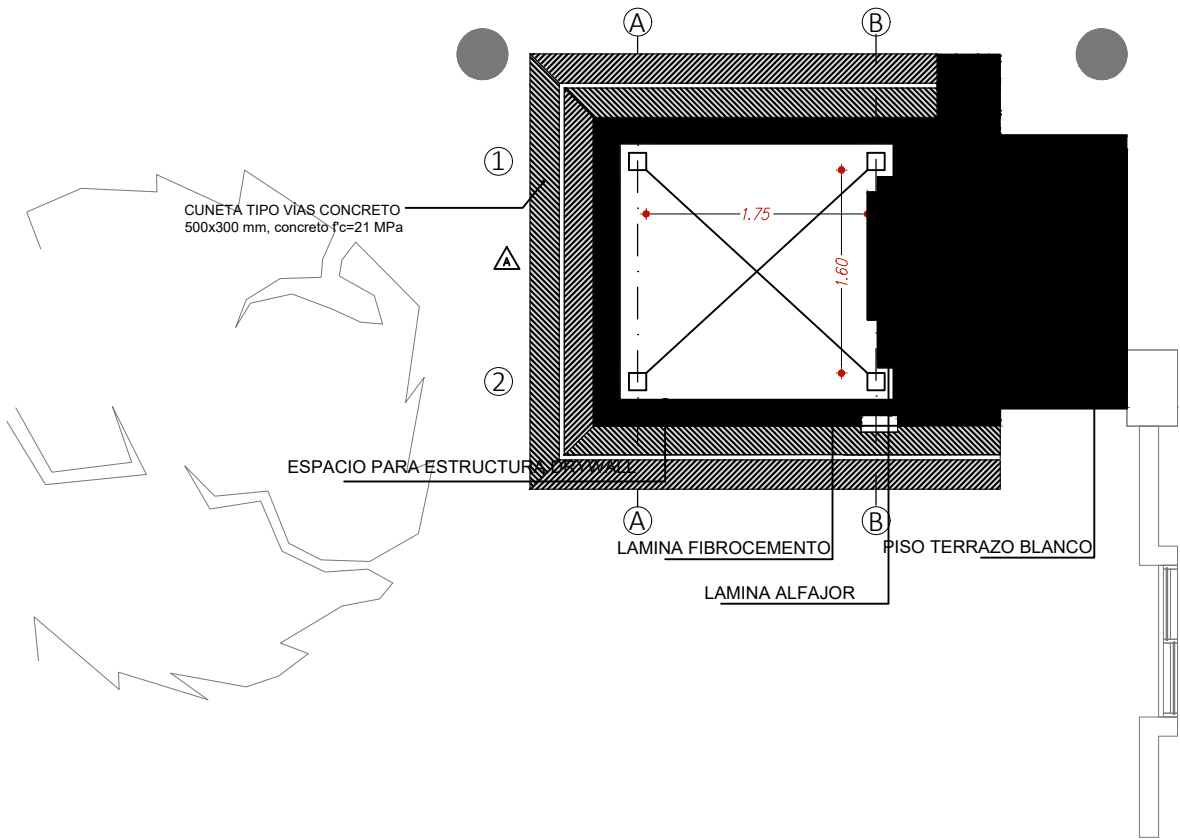 A
B
1
CUNETA TIPO VÍAS CONCRETO
500x300 mm, concreto f'c=21 MPa
1.75
A
1.60
2
ESPACIO PARA ESTRUCTURA DRYWALL
A
B
LAMINA FIBROCEMENTO
PISO TERRAZO BLANCO
LAMINA ALFAJOR